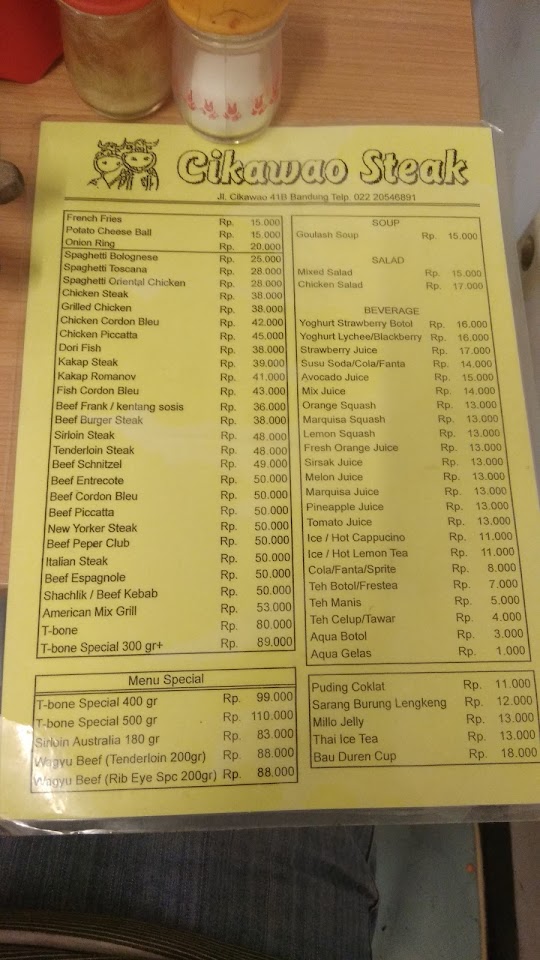 Cikawao Steak
Jl. Cikawao 41B Bandung Telp. 022 20546891
French Fries Rp. 15.000
Potato Cheese Ball Rp. 15.000
Onion Ring Rp. 20.000
Spaghetti Bolognese Rp. 25.000
Spaghetti Toscana Rp. 28.000
Spaghetti Oriental Chicken Rp. 28.000
Chicken Steak Rp. 38.000
Grilled Chicken Rp. 38.000
Chicken Cordon Bleu Rp. 42.000
Chicken Piccatta Rp. 45.000
Dori Fish Rp. 38.000
Kakap Steak Rp. 39.000
Kakap Romanov Rp. 41.000
Fish Cordon Bleu Rp. 43.000
Beef Frank / kentang sosis Rp. 36.000
Beef Burger Steak Rp. 38.000
Sirloin Steak Rp. 48.000
Tenderloin Steak Rp. 48.000
Beef Schnitzel Rp. 49.000
Beef Entrecote Rp. 50.000
Beef Cordon Bleu Rp. 50.000
Beef Piccatta Rp. 50.000
New Yorker Steak Rp. 50.000
Beef Peper Club Rp. 50.000
Italian Steak Rp. 50.000
Beef Espagnole Rp. 50.000
Shachlik / Beef Kebab Rp. 50.000
American Mix Grill Rp. 53.000
T-bone Rp. 80.000
T-bone Special 300 gr+ Rp. 89.000
Menu Special
T-bone Special 400 gr Rp. 99.000
T-bone Special 500 gr Rp. 110.000
Sirloin Australia 180 gr Rp. 83.000
Wagyu Beef (Tenderloin 200gr) Rp. 88.000
Wagyu Beef (Rib Eye Spc 200gr) Rp. 88.000
SOUP
Goulash Soup Rp. 15.000
SALAD
Mixed Salad Rp. 15.000
Chicken Salad Rp. 17.000
BEVERAGE
Yoghurt Strawberry Botol Rp. 16.000
Yoghurt Lychee/Blackberry Rp. 16.000
Strawberry Juice Rp. 17.000
Susu Soda/Cola/Fanta Rp. 14.000
Avocado Juice Rp. 15.000
Mix Juice Rp. 14.000
Orange Squash Rp. 13.000
Marquisa Squash Rp. 13.000
Lemon Squash Rp. 13.000
Fresh Orange Juice Rp. 13.000
Sirsak Juice Rp. 13.000
Melon Juice Rp. 13.000
Marquisa Juice Rp. 13.000
Pineapple Juice Rp. 13.000
Tomato Juice Rp. 13.000
Ice / Hot Cappucino Rp. 11.000
Ice / Hot Lemon Tea Rp. 11.000
Cola/Fanta/Sprite Rp. 8.000
Teh Botol/Frestea Rp. 7.000
Teh Manis Rp. 5.000
Teh Celup/Tawar Rp. 4.000
Aqua Botol Rp. 3.000
Aqua Gelas Rp. 1.000
Puding Coklat Rp. 11.000
Sarang Burung Lengkeng Rp. 12.000
Millo Jelly Rp. 13.000
Thai Ice Tea Rp. 13.000
Bau Duren Cup Rp. 18.000